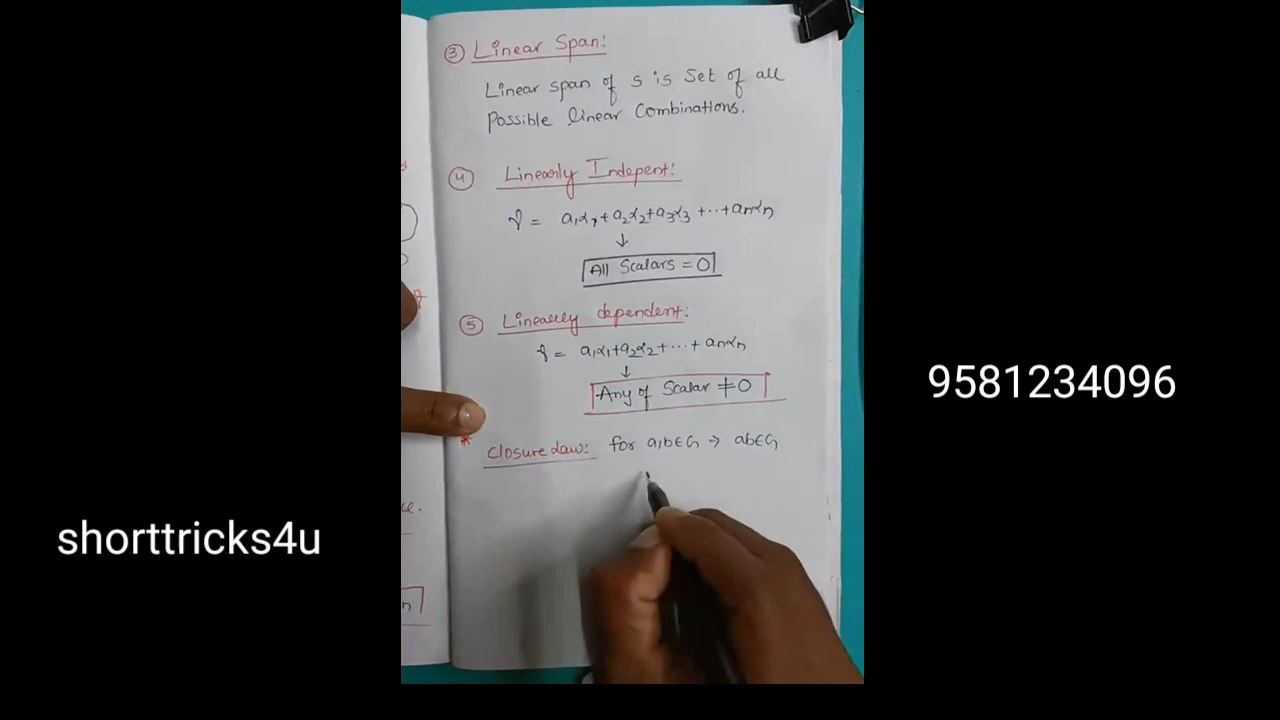 ③ Linear Span:
Linear span of S is Set of all
Possible linear Combinations.
④ Linearily Indepent:
γ = a₁α₁+a₂α₂+a₃α₃+...+aₙαₙ
↓
All Scalars = 0
⑤ Linearly dependent:
γ = a₁α₁+a₂α₂+...+aₙαₙ
↓
Any of Scalar ≠ 0
* Closure Law: for a,b∈G → ab∈G
ce.
n
9581234096
shorttricks4u